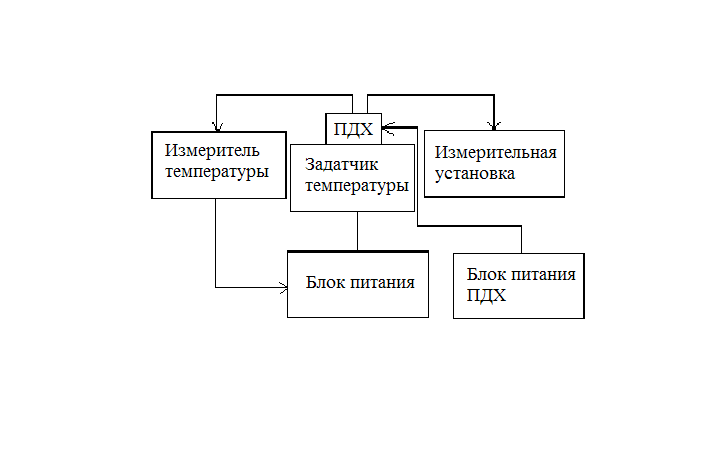 ПДХ
Измеритель
температуры
Задатчик
температуры
Измерительная
установка
Блок питания
Блок питания
ПДХ